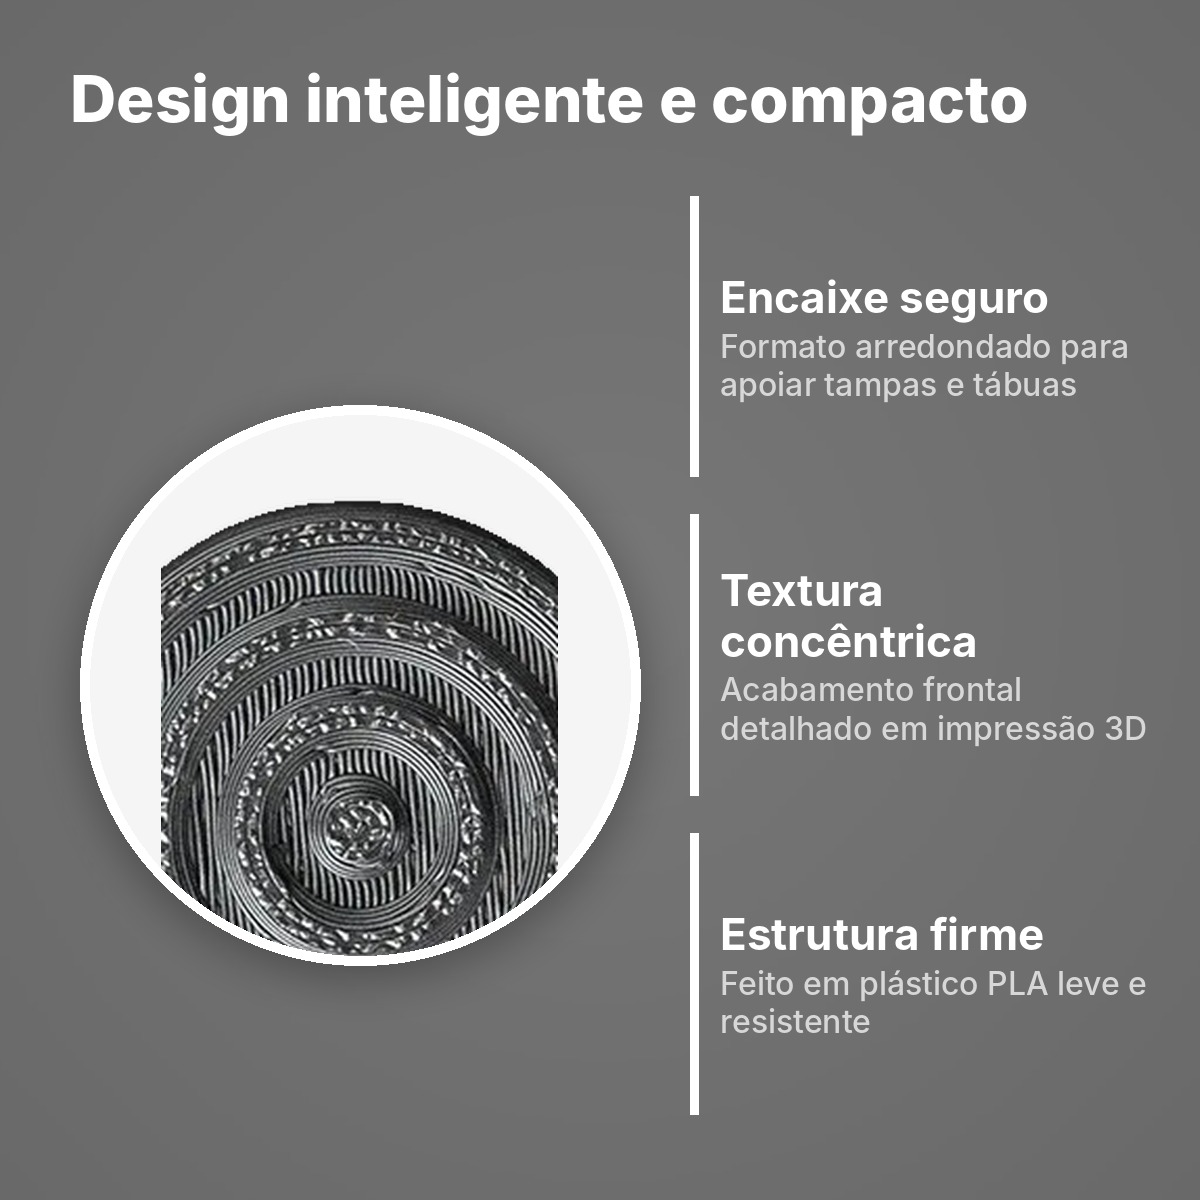 Design inteligente e compacto
Encaixe seguro
Formato arredondado para
apoiar tampas e tábuas
Textura
concêntrica
Acabamento frontal
detalhado em impressão 3D
Estrutura firme
Feito em plástico PLA leve e
resistente